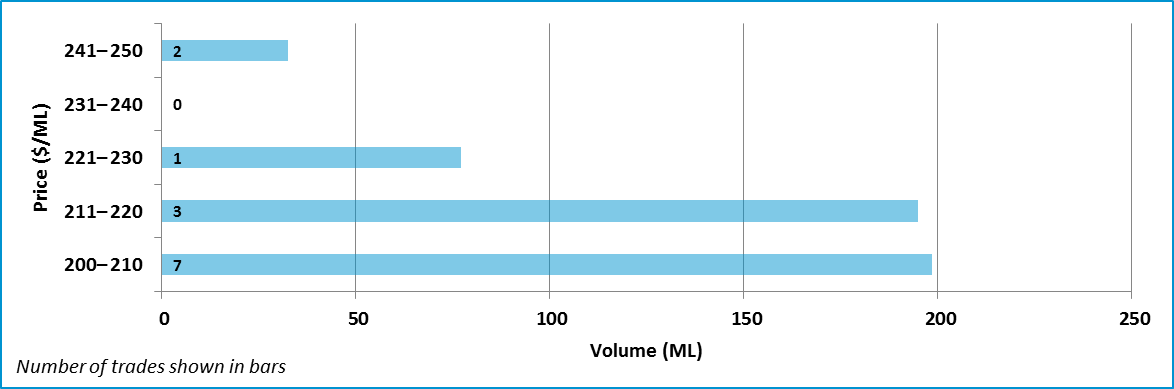 Price ($/ML)
241–250
2
231–240
0
221–230
1
211–220
3
200–210
7
0 50 100 150 200 250
Volume (ML)
Number of trades shown in bars